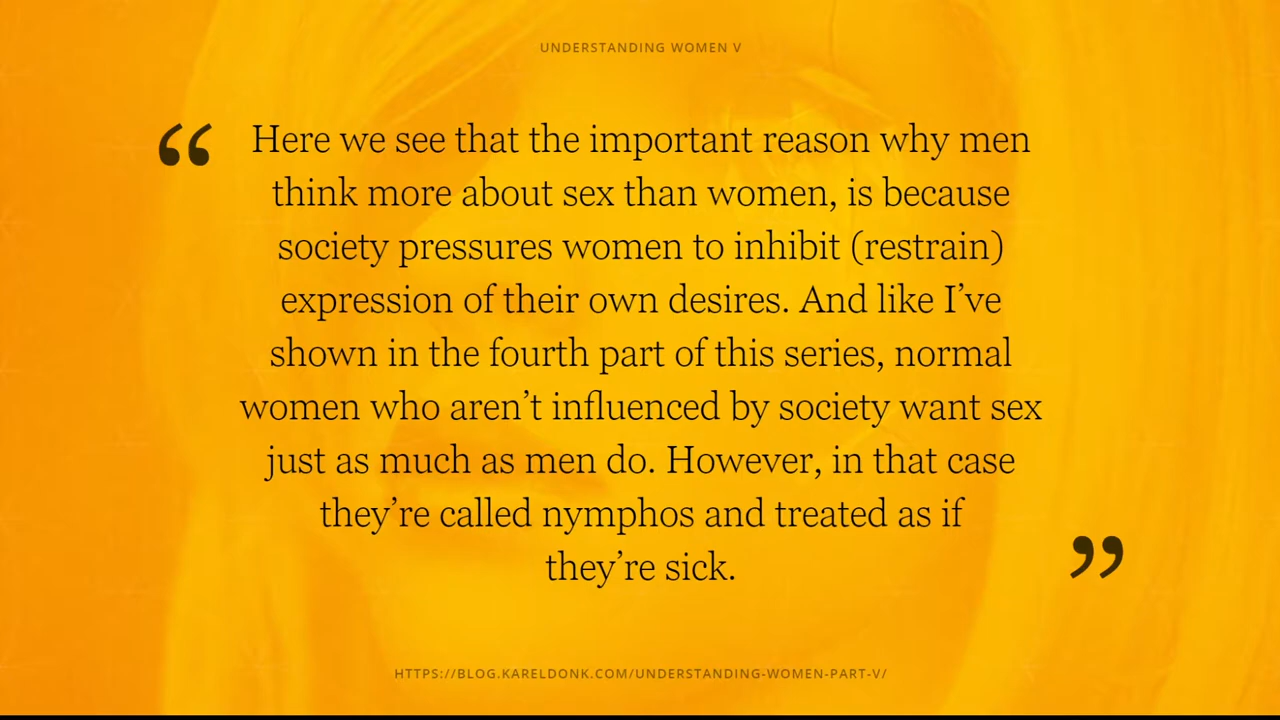 UNDERSTANDING WOMEN V
“ Here we see that the important reason why men
think more about sex than women, is because
society pressures women to inhibit (restrain)
expression of their own desires. And like I’ve
shown in the fourth part of this series, normal
women who aren’t influenced by society want sex
just as much as men do. However, in that case
they’re called nymphos and treated as if
they’re sick. ”
HTTPS://BLOG.KARELDONK.COM/UNDERSTANDING-WOMEN-PART-V/